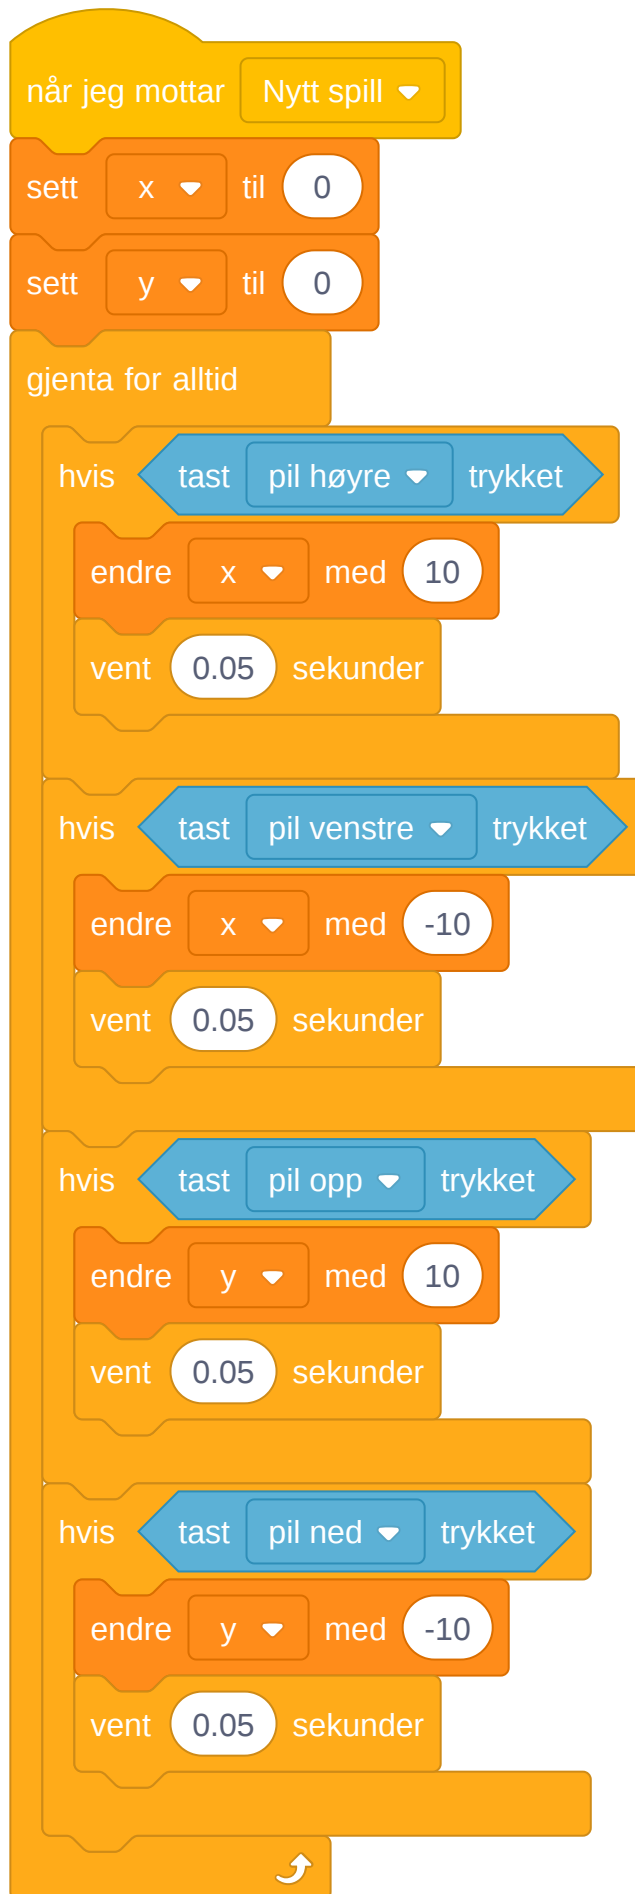 når jeg mottar Nytt spill
sett x til 0
sett y til 0
gjenta for alltid
hvis tast pil høyre trykket
endre x med 10
vent 0.05 sekunder
hvis tast pil venstre trykket
endre x med -10
vent 0.05 sekunder
hvis tast pil opp trykket
endre y med 10
vent 0.05 sekunder
hvis tast pil ned trykket
endre y med -10
vent 0.05 sekunder